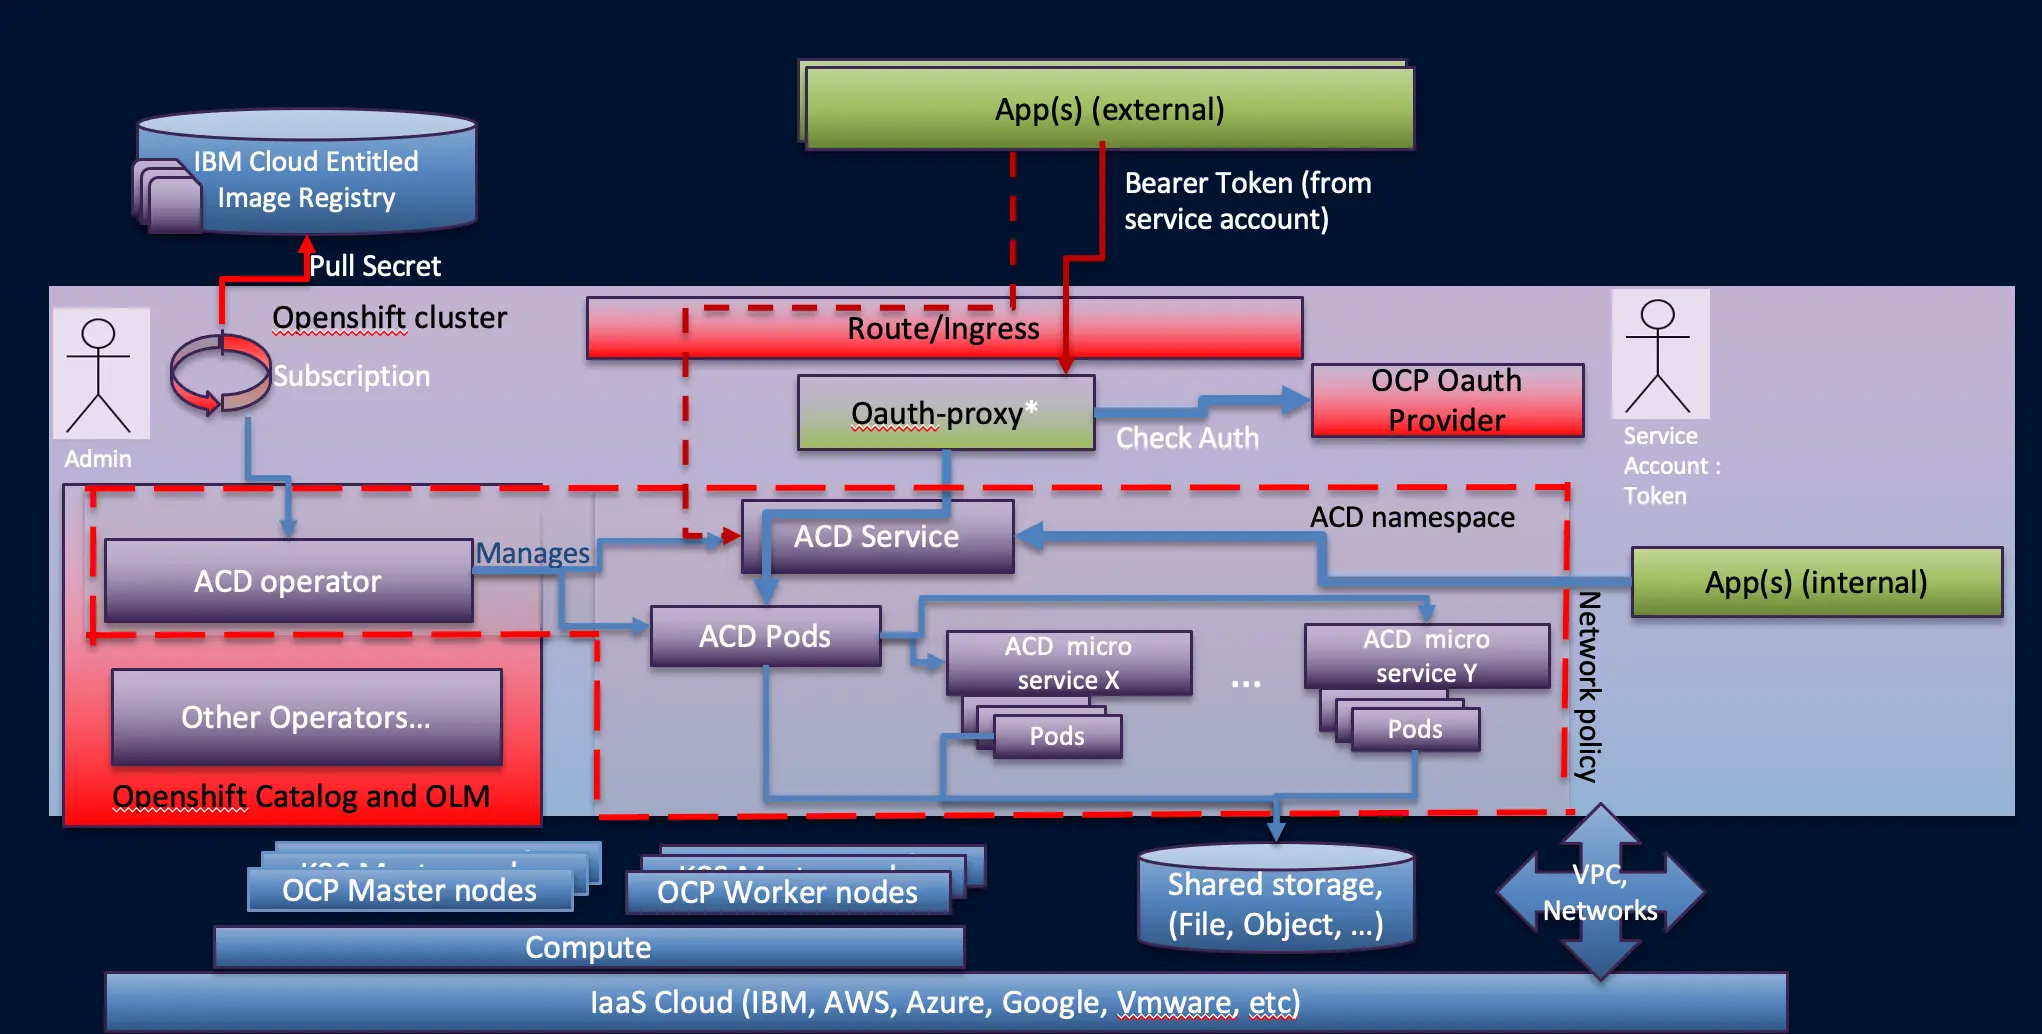 App(s) (external)
IBM Cloud Entitled
Image Registry
Bearer Token (from
service account)
Pull Secret
Openshift cluster
Route/Ingress
Subscription
OCP Oauth
Provider
Oauth-proxy*
Check Auth
Admin
Service
Account :
Token
ACD namespace
ACD Service
Manages
ACD operator
App(s) (internal)
ACD Pods
ACD micro
service X
...
ACD micro
service Y
Network policy
Pods
Pods
Other Operators...
Openshift Catalog and OLM
OCP Master nodes
OCP Worker nodes
Shared storage,
(File, Object, ...)
VPC,
Networks
Compute
IaaS Cloud (IBM, AWS, Azure, Google, Vmware, etc)